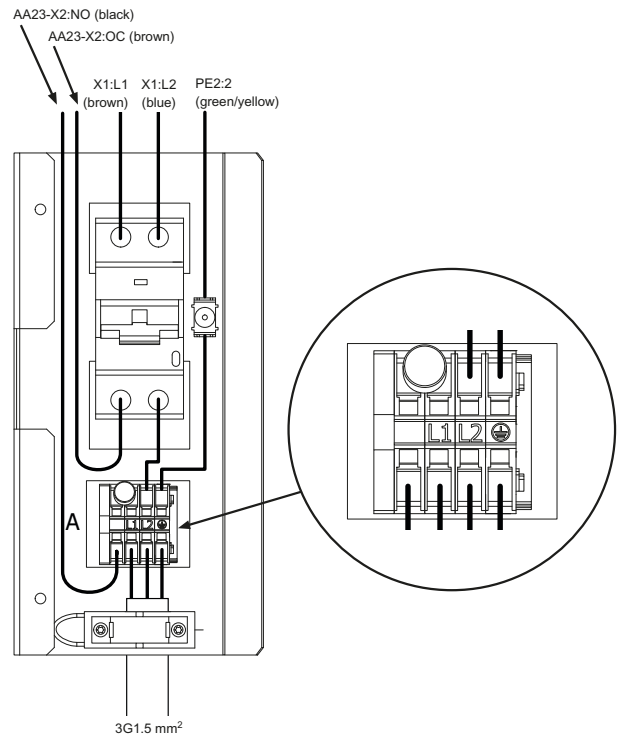 AA23-X2:NO (black)
AA23-X2:OC (brown)
X1:L1 X1:L2 PE2:2
(brown) (blue) (green/yellow)
L1 L2
A
L1 L2
3G1.5 mm²